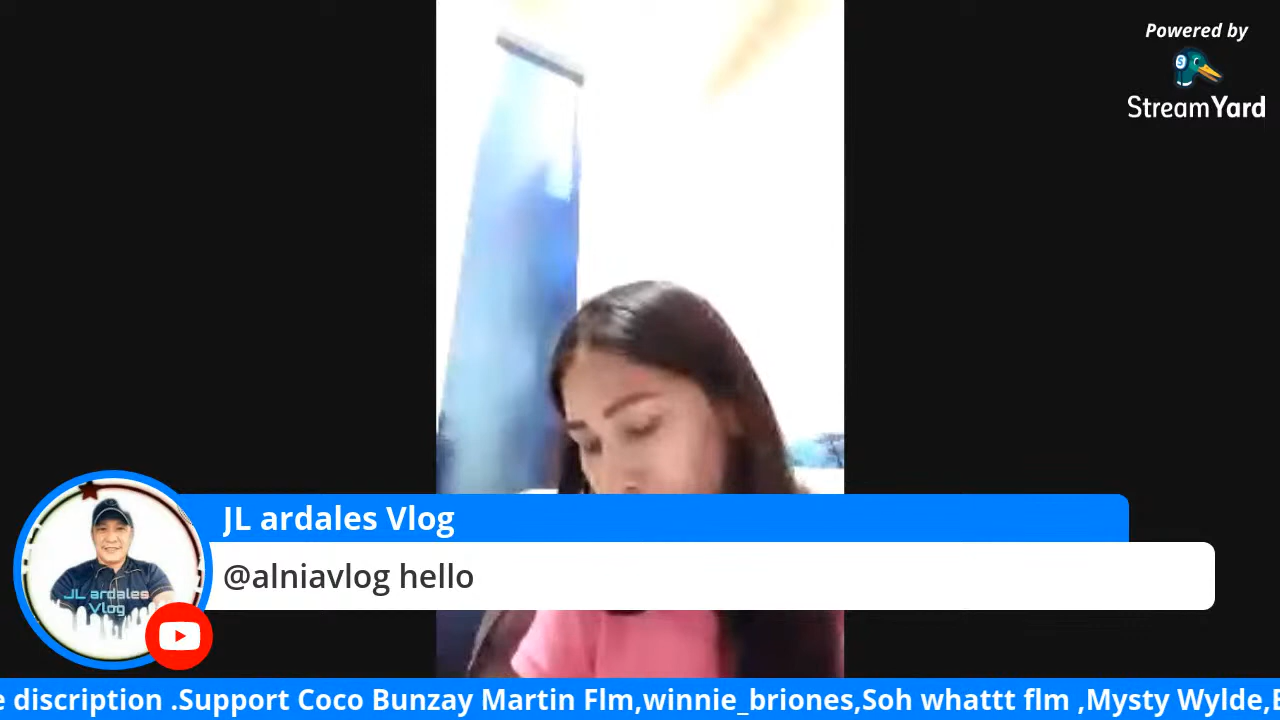 Powered by
StreamYard
JL ardales Vlog
@alniavlog hello
JL ardales
Vlog
e discription .Support Coco Bunzay Martin Flm,winnie_briones,Soh whattt flm ,Mysty Wylde,